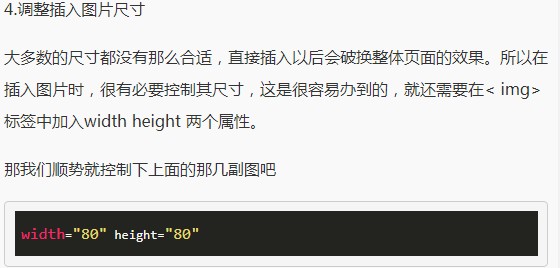 4.调整插入图片尺寸
大多数的尺寸都没有那么合适，直接插入以后会破换整体页面的效果。所以在
插入图片时，很有必要控制其尺寸，这是很容易办到的，就还需要在< img>
标签中加入width height 两个属性。
那我们顺势就控制下上面的那几副图吧
width="80" height="80"